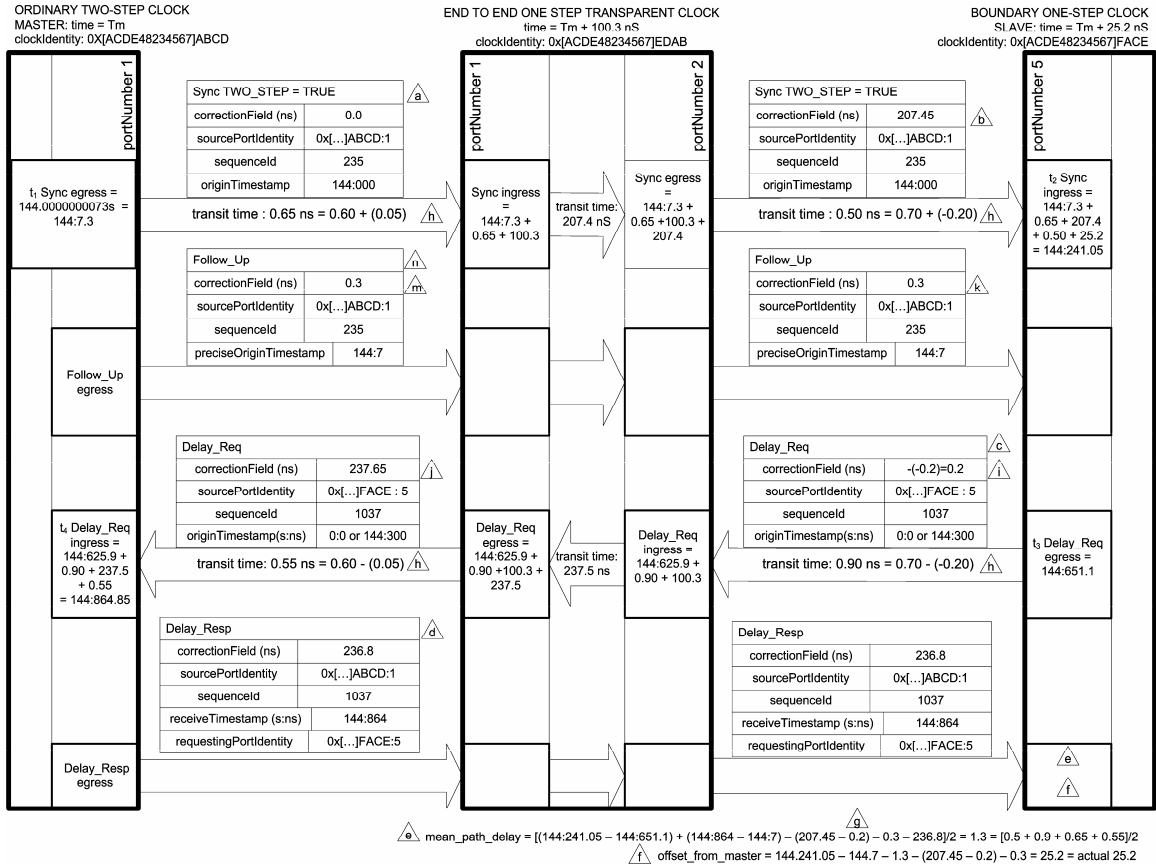 ORDINARY TWO-STEP CLOCK
MASTER: time = Tm
clockIdentity: 0X[ACDE48234567]ABCD
END TO END ONE STEP TRANSPARENT CLOCK
time = Tm + 100.3 nS
clockIdentity: 0x[ACDE48234567]EDAB
BOUNDARY ONE-STEP CLOCK
SLAVE: time = Tm + 25.2 nS
clockIdentity: 0x[ACDE48234567]FACE
portNumber 1
portNumber 1
portNumber 2
portNumber 5
Sync TWO_STEP = TRUE
a
correctionField (ns) 0.0
sourcePortIdentity 0x[...]ABCD:1
sequenceId 235
originTimestamp 144:000
Sync TWO_STEP = TRUE
correctionField (ns) 207.45
b
sourcePortIdentity 0x[...]ABCD:1
sequenceId 235
originTimestamp 144:000
t1 Sync egress =
144.0000000073s =
144:7.3
transit time : 0.65 ns = 0.60 + (0.05)
h
Sync ingress
=
144:7.3 +
0.65 + 100.3
transit time:
207.4 nS
Sync egress
=
144:7.3 +
0.65 +100.3 +
207.4
transit time : 0.50 ns = 0.70 + (-0.20)
h
t2 Sync
ingress =
144:7.3 +
0.65 + 207.4
+ 0.50 + 25.2
= 144:241.05
Follow_Up
n
correctionField (ns) 0.3
m
sourcePortIdentity 0x[...]ABCD:1
sequenceId 235
preciseOriginTimestamp 144:7
Follow_Up
correctionField (ns) 0.3
k
sourcePortIdentity 0x[...]ABCD:1
sequenceId 235
preciseOriginTimestamp 144:7
Follow_Up
egress
Delay_Req
correctionField (ns) 237.65
j
sourcePortIdentity 0x[...]FACE : 5
sequenceId 1037
originTimestamp(s:ns) 0:0 or 144:300
Delay_Req
c
correctionField (ns) -(-0.2)=0.2
i
sourcePortIdentity 0x[...]FACE : 5
sequenceId 1037
originTimestamp(s:ns) 0:0 or 144:300
t4 Delay_Req
ingress =
144:625.9 +
0.90 + 237.5
+ 0.55
= 144:864.85
transit time: 0.55 ns = 0.60 - (0.05)
h
Delay_Req
egress =
144:625.9 +
0.90 +100.3 +
237.5
transit time:
237.5 ns
Delay_Req
ingress =
144:625.9 +
0.90 + 100.3
transit time: 0.90 ns = 0.70 - (-0.20)
h
t3 Delay_Req
egress =
144:651.1
Delay_Resp
d
correctionField (ns) 236.8
sourcePortIdentity 0x[...]ABCD:1
sequenceId 1037
receiveTimestamp (s:ns) 144:864
requestingPortIdentity 0x[...]FACE:5
Delay_Resp
correctionField (ns) 236.8
sourcePortIdentity 0x[...]ABCD:1
sequenceId 1037
receiveTimestamp (s:ns) 144:864
requestingPortIdentity 0x[...]FACE:5
Delay_Resp
egress
e
f
g
e mean_path_delay = [(144:241.05 – 144:651.1) + (144:864 – 144:7) – (207.45 – 0.2) – 0.3 – 236.8]/2 = 1.3 = [0.5 + 0.9 + 0.65 + 0.55]/2
f offset_from_master = 144.241.05 – 144.7 – 1.3 – (207.45 – 0.2) – 0.3 = 25.2 = actual 25.2